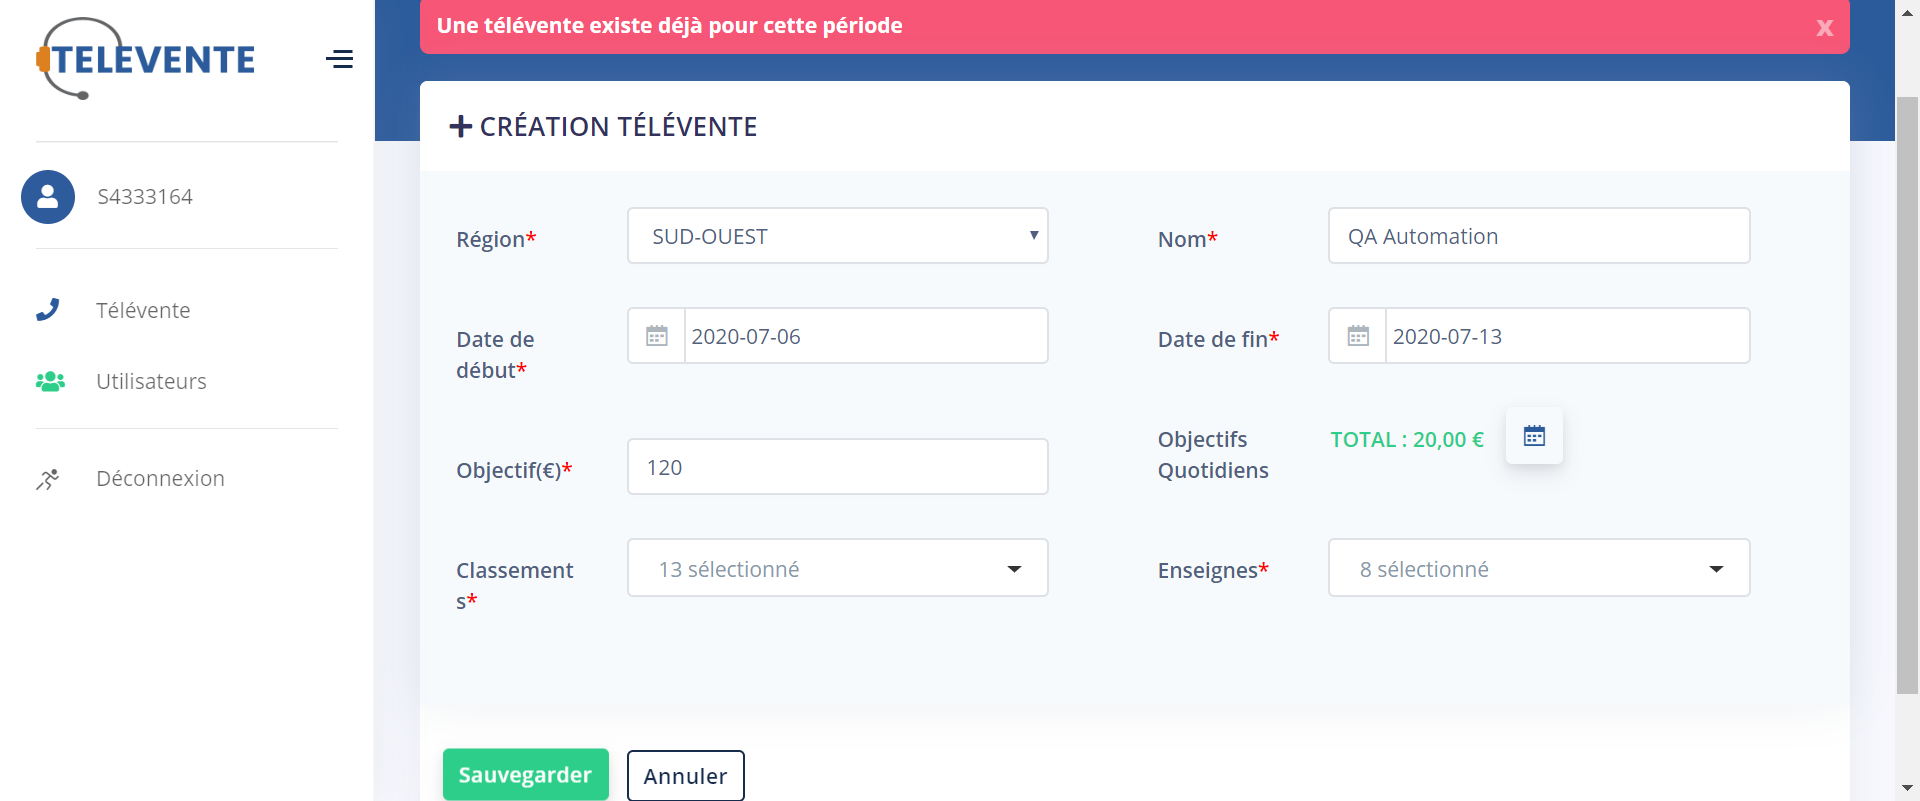 TELEVENTE
S4333164
Télévente
Utilisateurs
Déconnexion
Une télévente existe déjà pour cette période
x
CRÉATION TÉLÉVENTE
Région*
SUD-OUEST
Nom*
QA Automation
Date de
début*
2020-07-06
Date de fin*
2020-07-13
Objectif(€)*
120
Objectifs
Quotidiens
TOTAL : 20,00 €
Classement
s*
13 sélectionné
Enseignes*
8 sélectionné
Sauvegarder
Annuler